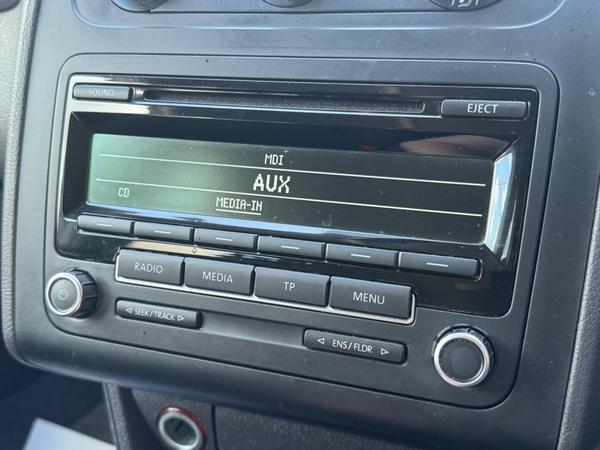 SOUND
EJECT
MDI
AUX
CD
MEDIA-IN
RADIO
MEDIA
TP
MENU
◁ SEEK / TRACK ▷
◁ ENS / FLDR ▷